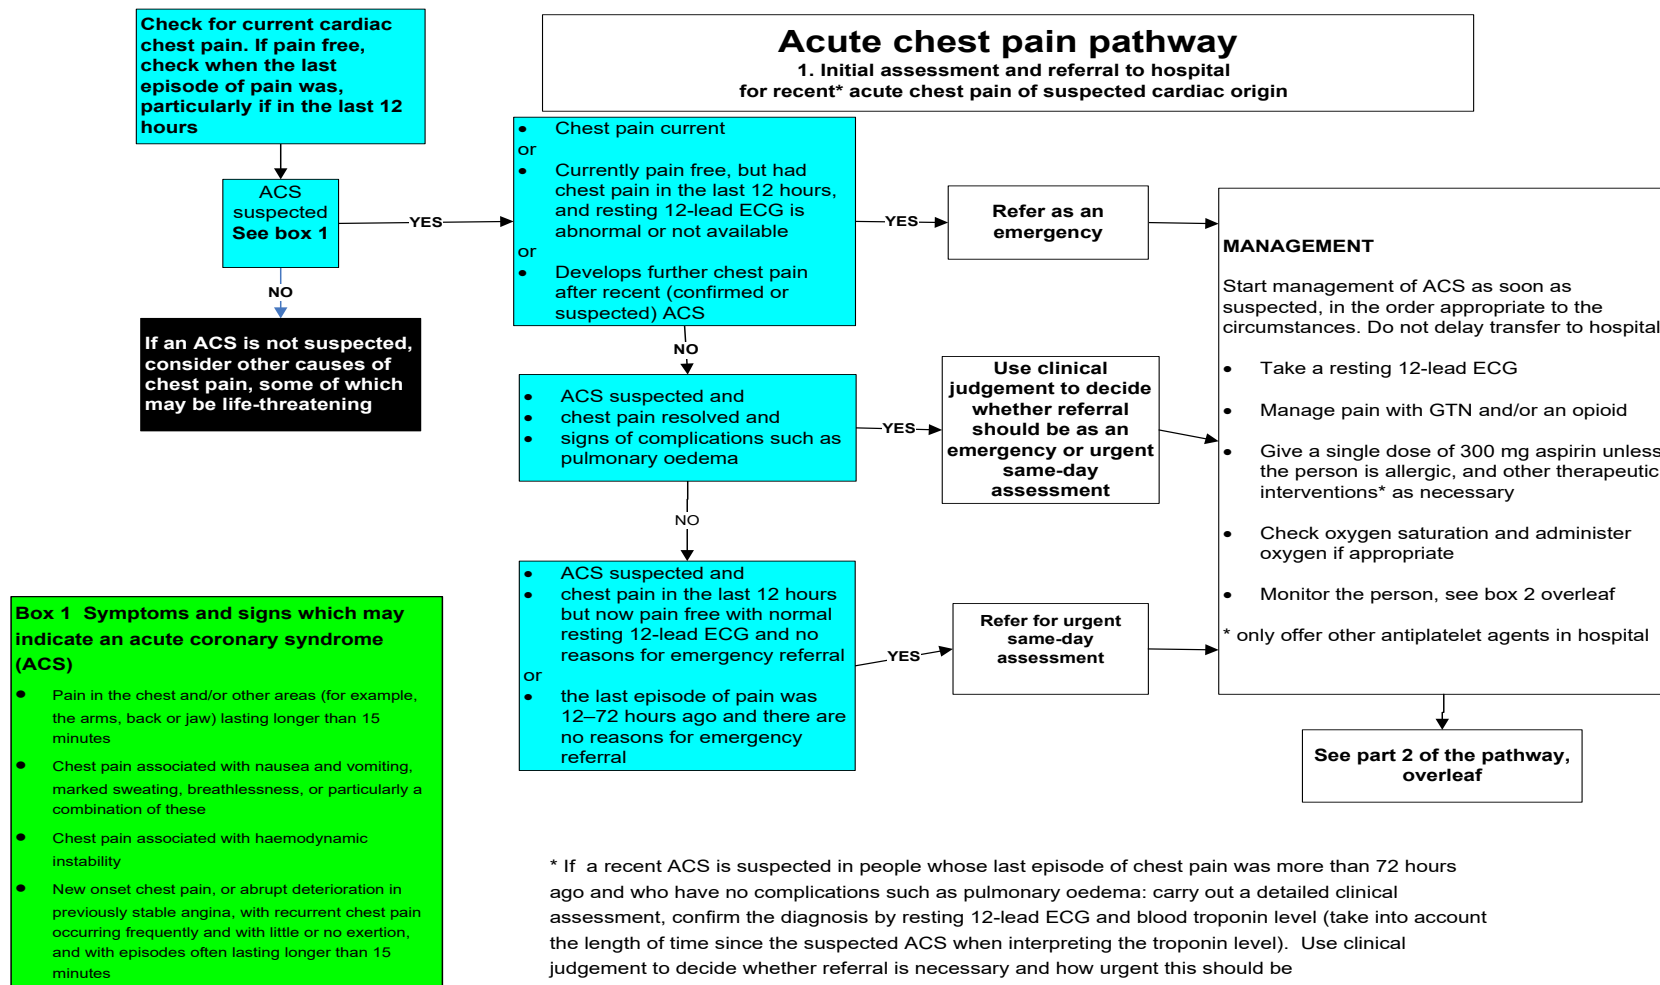 Check for current cardiac
chest pain. If pain free,
check when the last
episode of pain was,
particularly if in the last 12
hours
Acute chest pain pathway
1. Initial assessment and referral to hospital
for recent* acute chest pain of suspected cardiac origin
ACS
suspected
See box 1
YES
NO
If an ACS is not suspected,
consider other causes of
chest pain, some of which
may be life-threatening
• Chest pain current
or
• Currently pain free, but had
chest pain in the last 12 hours,
and resting 12-lead ECG is
abnormal or not available
or
• Develops further chest pain
after recent (confirmed or
suspected) ACS
YES
Refer as an
emergency
NO
• ACS suspected and
• chest pain resolved and
• signs of complications such as
pulmonary oedema
YES
Use clinical
judgement to decide
whether referral
should be as an
emergency or urgent
same-day
assessment
NO
• ACS suspected and
• chest pain in the last 12 hours
but now pain free with normal
resting 12-lead ECG and no
reasons for emergency referral
or
• the last episode of pain was
12–72 hours ago and there are
no reasons for emergency
referral
YES
Refer for urgent
same-day
assessment
MANAGEMENT
Start management of ACS as soon as
suspected, in the order appropriate to the
circumstances. Do not delay transfer to hospital
• Take a resting 12-lead ECG
• Manage pain with GTN and/or an opioid
• Give a single dose of 300 mg aspirin unless
the person is allergic, and other therapeutic
interventions* as necessary
• Check oxygen saturation and administer
oxygen if appropriate
• Monitor the person, see box 2 overleaf
* only offer other antiplatelet agents in hospital
See part 2 of the pathway,
overleaf
Box 1 Symptoms and signs which may
indicate an acute coronary syndrome
(ACS)
• Pain in the chest and/or other areas (for example,
the arms, back or jaw) lasting longer than 15
minutes
• Chest pain associated with nausea and vomiting,
marked sweating, breathlessness, or particularly a
combination of these
• Chest pain associated with haemodynamic
instability
• New onset chest pain, or abrupt deterioration in
previously stable angina, with recurrent chest pain
occurring frequently and with little or no exertion,
and with episodes often lasting longer than 15
minutes
* If a recent ACS is suspected in people whose last episode of chest pain was more than 72 hours
ago and who have no complications such as pulmonary oedema: carry out a detailed clinical
assessment, confirm the diagnosis by resting 12-lead ECG and blood troponin level (take into account
the length of time since the suspected ACS when interpreting the troponin level). Use clinical
judgement to decide whether referral is necessary and how urgent this should be